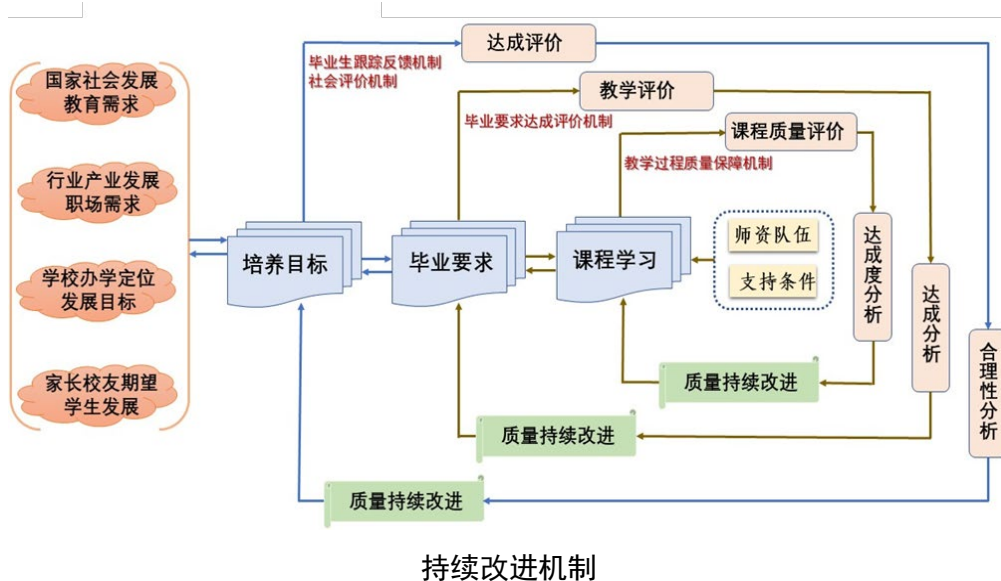 国家社会发展
教育需求
行业产业发展
职场需求
学校办学定位
发展目标
家长校友期望
学生发展
毕业生跟踪反馈机制
社会评价机制
达成评价
毕业要求达成评价机制
教学评价
教学过程质量保障机制
课程质量评价
培养目标
毕业要求
课程学习
师资队伍
支持条件
达成度分析
达成分析
合理性分析
质量持续改进
质量持续改进
质量持续改进
持续改进机制